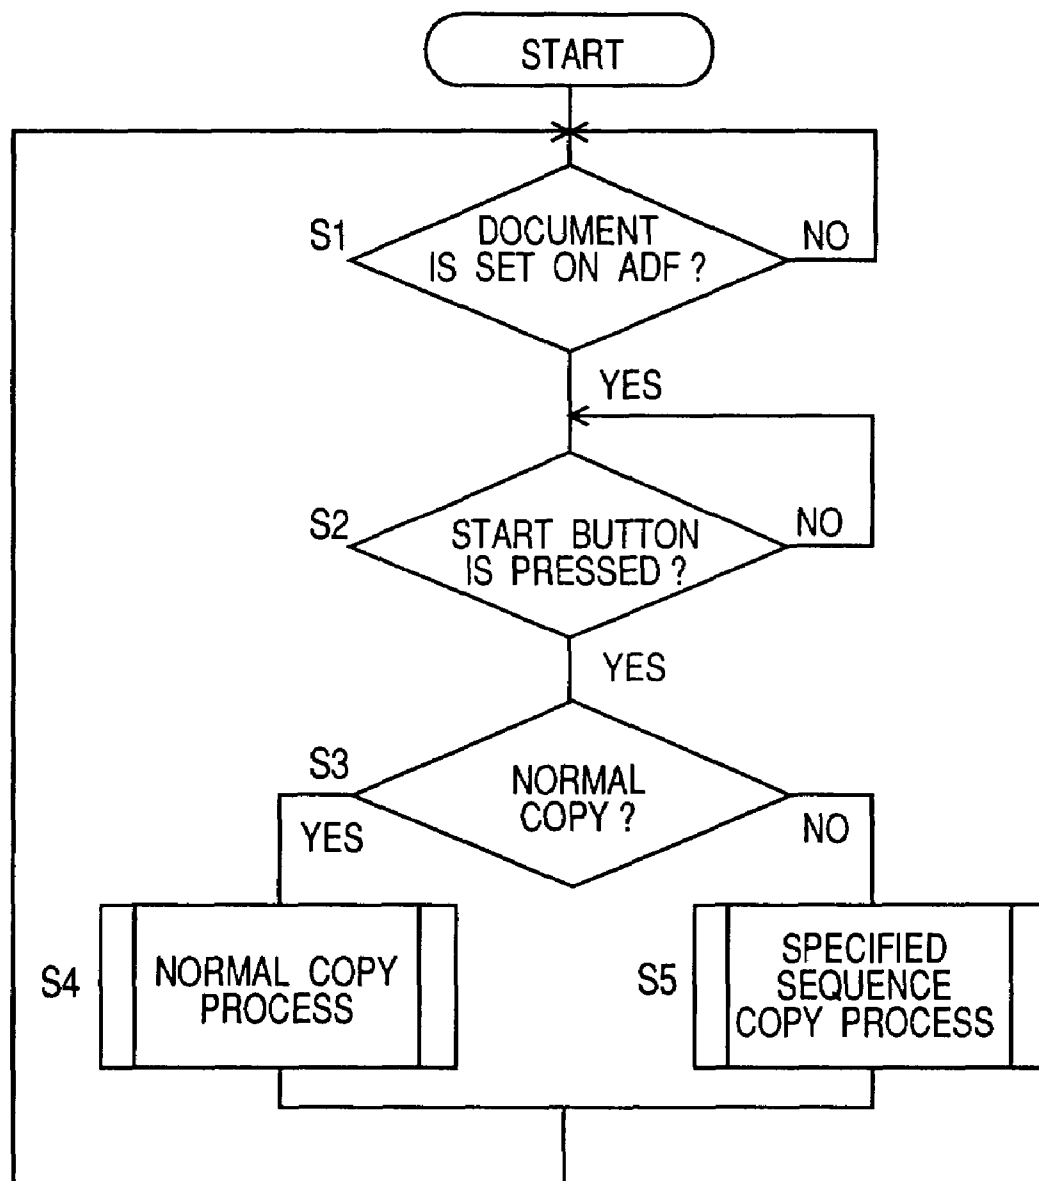 START
S1
DOCUMENT
IS SET ON ADF ?
NO
YES
S2
START BUTTON
IS PRESSED ?
NO
YES
S3
NORMAL
COPY ?
YES
NO
S4
NORMAL COPY
PROCESS
S5
SPECIFIED
SEQUENCE
COPY PROCESS